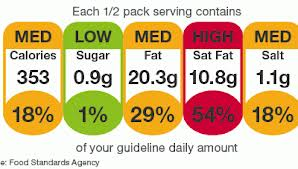 Each 1/2 pack serving contains
MED LOW MED HIGH MED
Calories Sugar Fat Sat Fat Salt
353 0.9g 20.3g 10.8g 1.1g
18% 1% 29% 54% 18%
of your guideline daily amount
e: Food Standards Agency